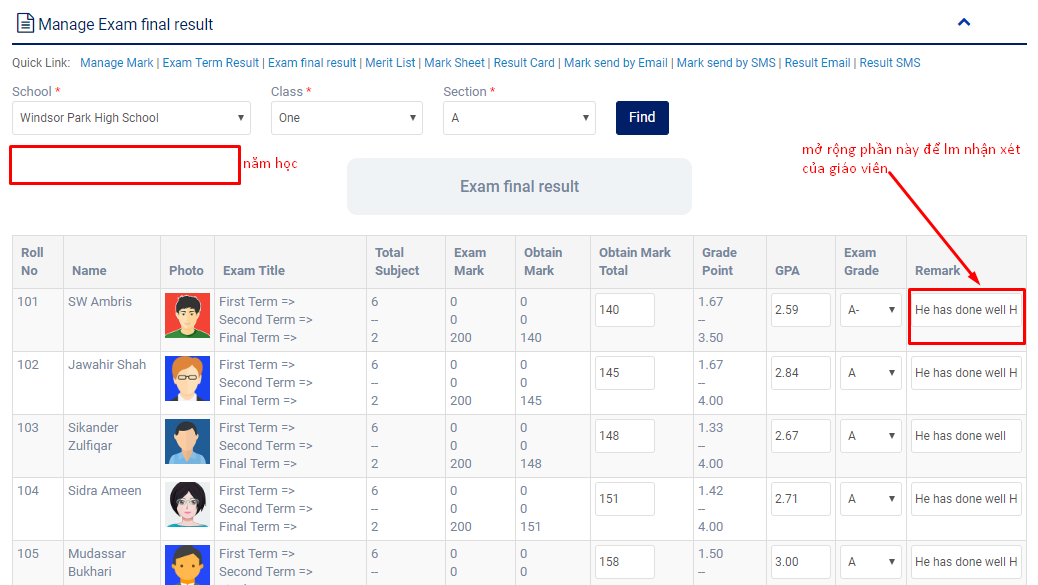 Manage Exam final result
Quick Link: Manage Mark | Exam Term Result | Exam final result | Merit List | Mark Sheet | Result Card | Mark send by Email | Mark send by SMS | Result Email | Result SMS
School * Class * Section *
Windsor Park High School One A Find
năm học
mở rộng phần này để lm nhận xét
của giáo viên
Exam final result
Roll No Name Photo Exam Title Total Subject Exam Mark Obtain Mark Obtain Mark Total Grade Point GPA Exam Grade Remark
101 SW Ambris First Term => 6 0 0 140 1.67 2.59 A- He has done well H
Second Term => -- 0 0 --
Final Term => 2 200 140 3.50
102 Jawahir Shah First Term => 6 0 0 145 1.67 2.84 A He has done well H
Second Term => -- 0 0 --
Final Term => 2 200 145 4.00
103 Sikander Zulfiqar First Term => 6 0 0 148 1.33 2.67 A He has done well
Second Term => -- 0 0 --
Final Term => 2 200 148 4.00
104 Sidra Ameen First Term => 6 0 0 151 1.42 2.71 A He has done well H
Second Term => -- 0 0 --
Final Term => 2 200 151 4.00
105 Mudassar Bukhari First Term => 6 0 0 158 1.50 3.00 A He has done well H
Second Term => -- 0 0 --